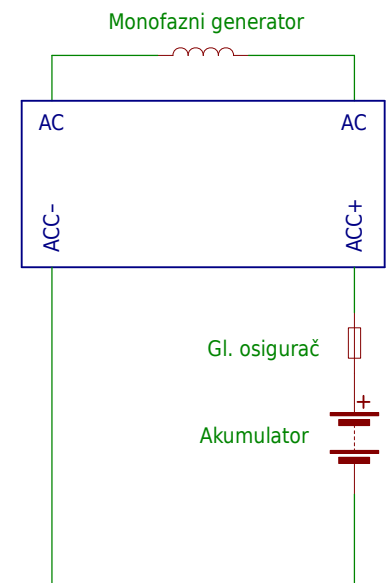 Monofazni generator
AC
AC
ACC-
ACC+
Gl. osigurač
+
Akumulator